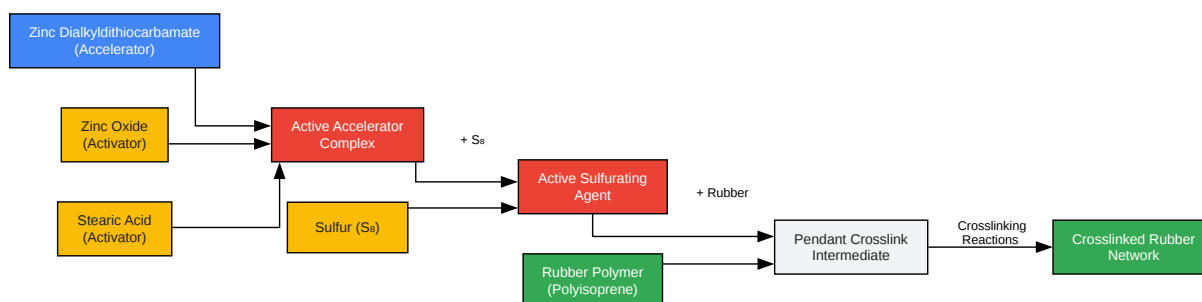 Zinc Dialkyldithiocarbamate
(Accelerator)
Zinc Oxide
(Activator)
Active Accelerator
Complex
+ S₈
Active Sulfurating
Agent
+ Rubber
Stearic Acid
(Activator)
Sulfur (S₈)
Pendant Crosslink
Intermediate
Crosslinking
Reactions
Crosslinked Rubber
Network
Rubber Polymer
(Polyisoprene)